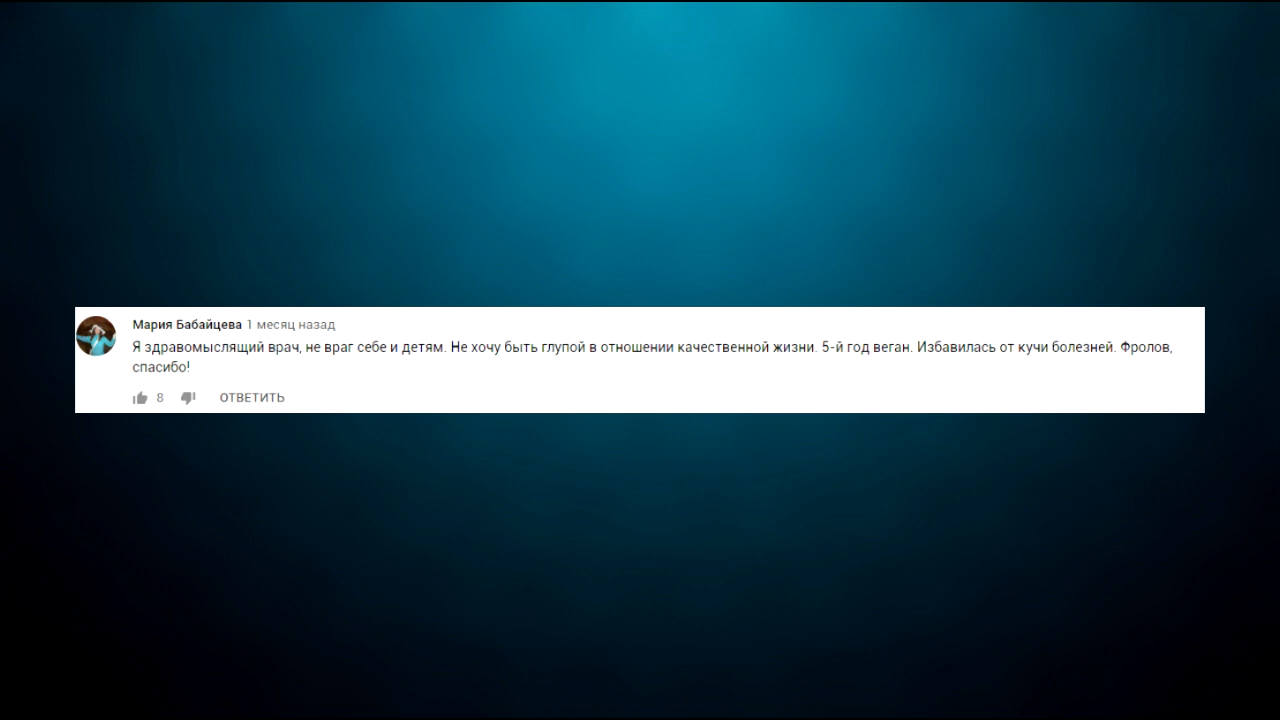 Мария Бабайцева 1 месяц назад
Я здравомыслящий врач, не враг себе и детям. Не хочу быть глупой в отношении качественной жизни. 5-й год веган. Избавилась от кучи болезней. Фролов,
спасибо!
8 ОТВЕТИТЬ